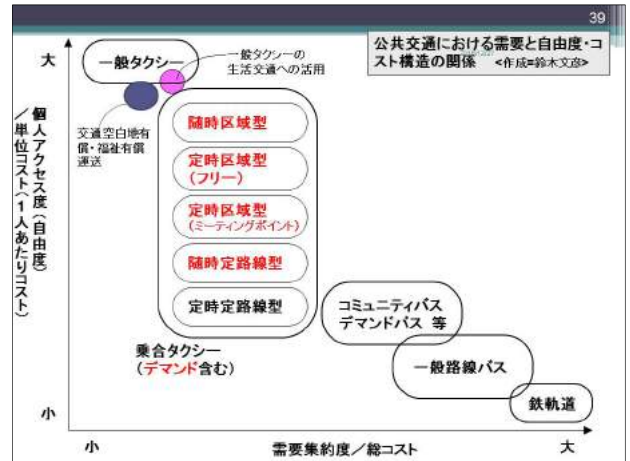 39
公共交通における需要と自由度・コ
スト構造の関係 <作成=鈴木文彦>
大
一般タクシー
一般タクシーの
生活交通への活用
交通空白地有
償・福祉有償
運送
個人アクセス度(自由度)
/単位コスト(1人あたりコスト)
随時区域型
定時区域型
(フリー)
定時区域型
(ミーティングポイント)
随時定路線型
定時定路線型
乗合タクシー
(デマンド含む)
コミュニティバス
デマンドバス 等
一般路線バス
鉄軌道
小
小
需要集約度/総コスト
大